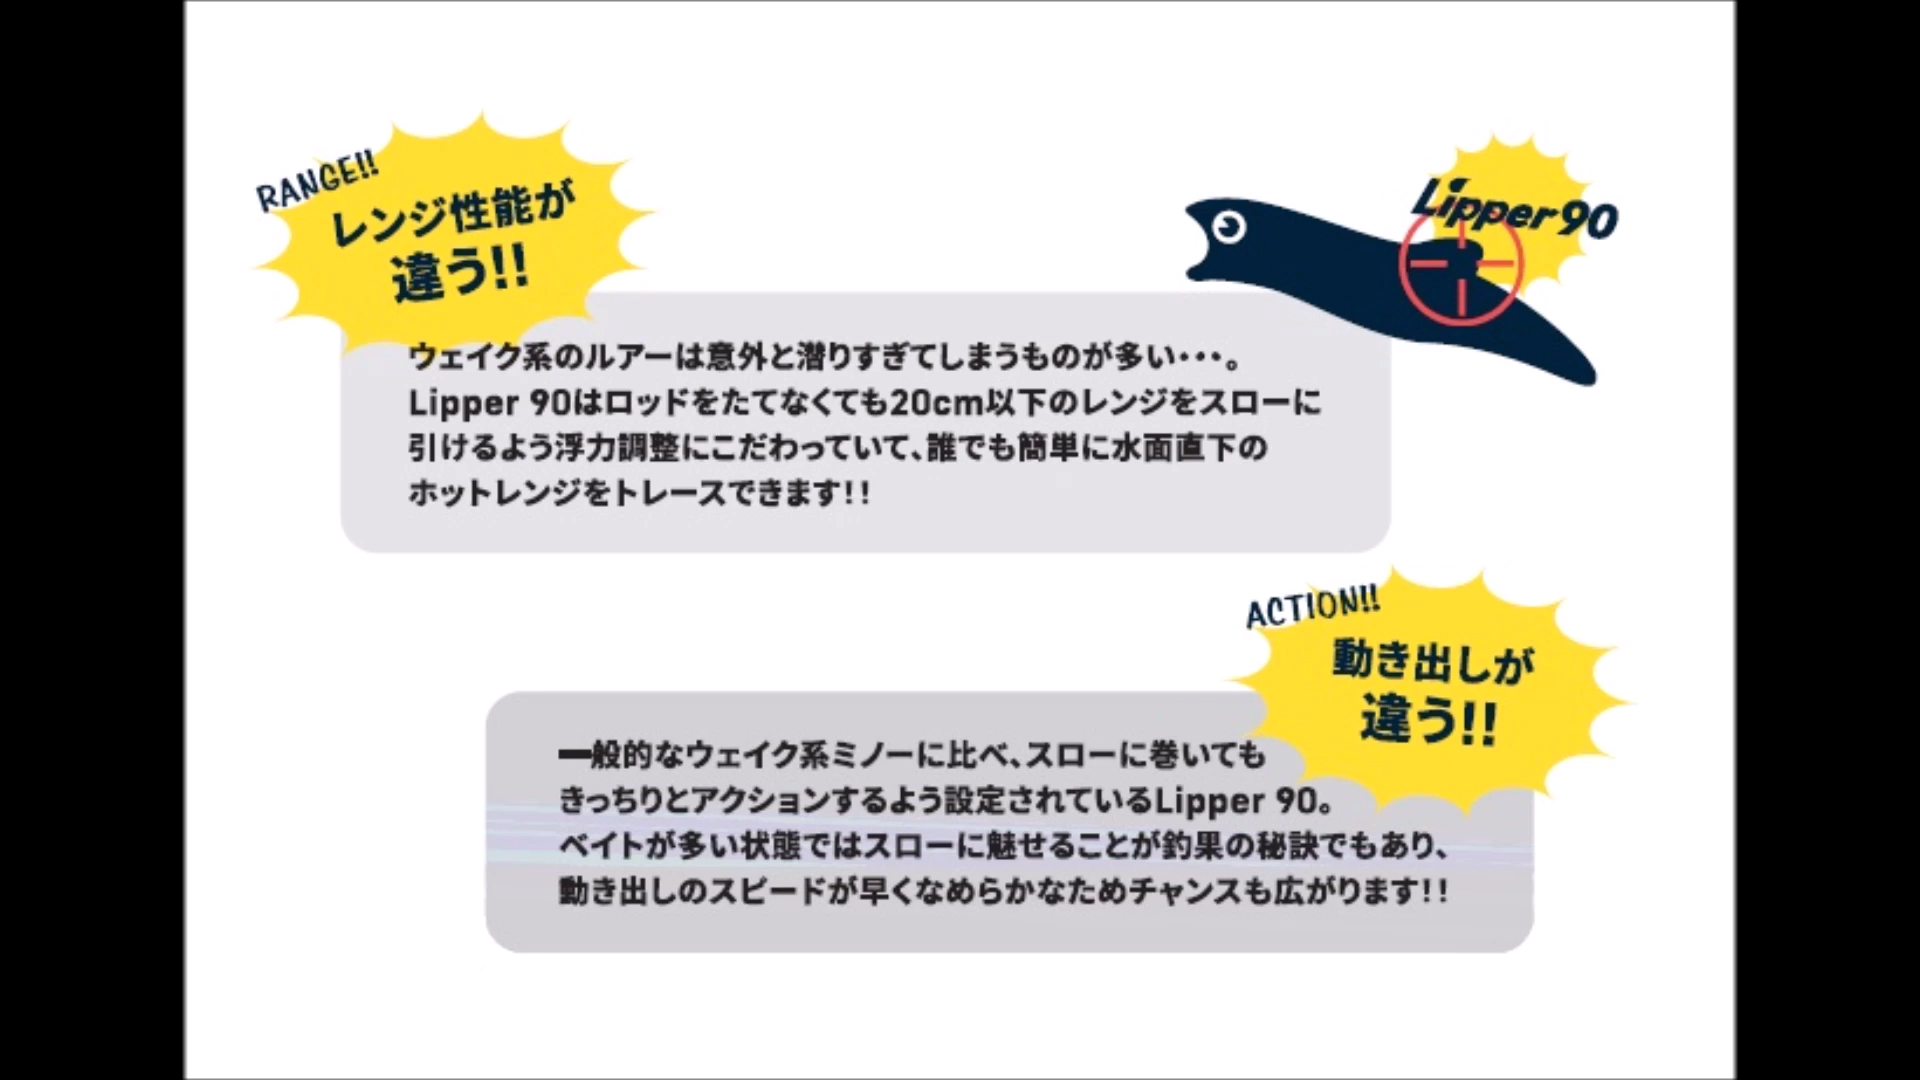 RANGE!!
レンジ性能が
違う!!
Lipper 90
ウェイク系のルアーは意外と潜りすぎてしまうものが多い・・・。
Lipper 90はロッドをたてなくても20cm以下のレンジをスローに
引けるよう浮力調整にこだわっていて、誰でも簡単に水面直下の
ホットレンジをトレースできます!!
ACTION!!
動き出しが
違う!!
一般的なウェイク系ミノーに比べ、スローに巻いても
きっちりとアクションするよう設定されているLipper 90。
ベイトが多い状態ではスローに魅せることが釣果の秘訣でもあり、
動き出しのスピードが早くなめらかなためチャンスも広がります!!